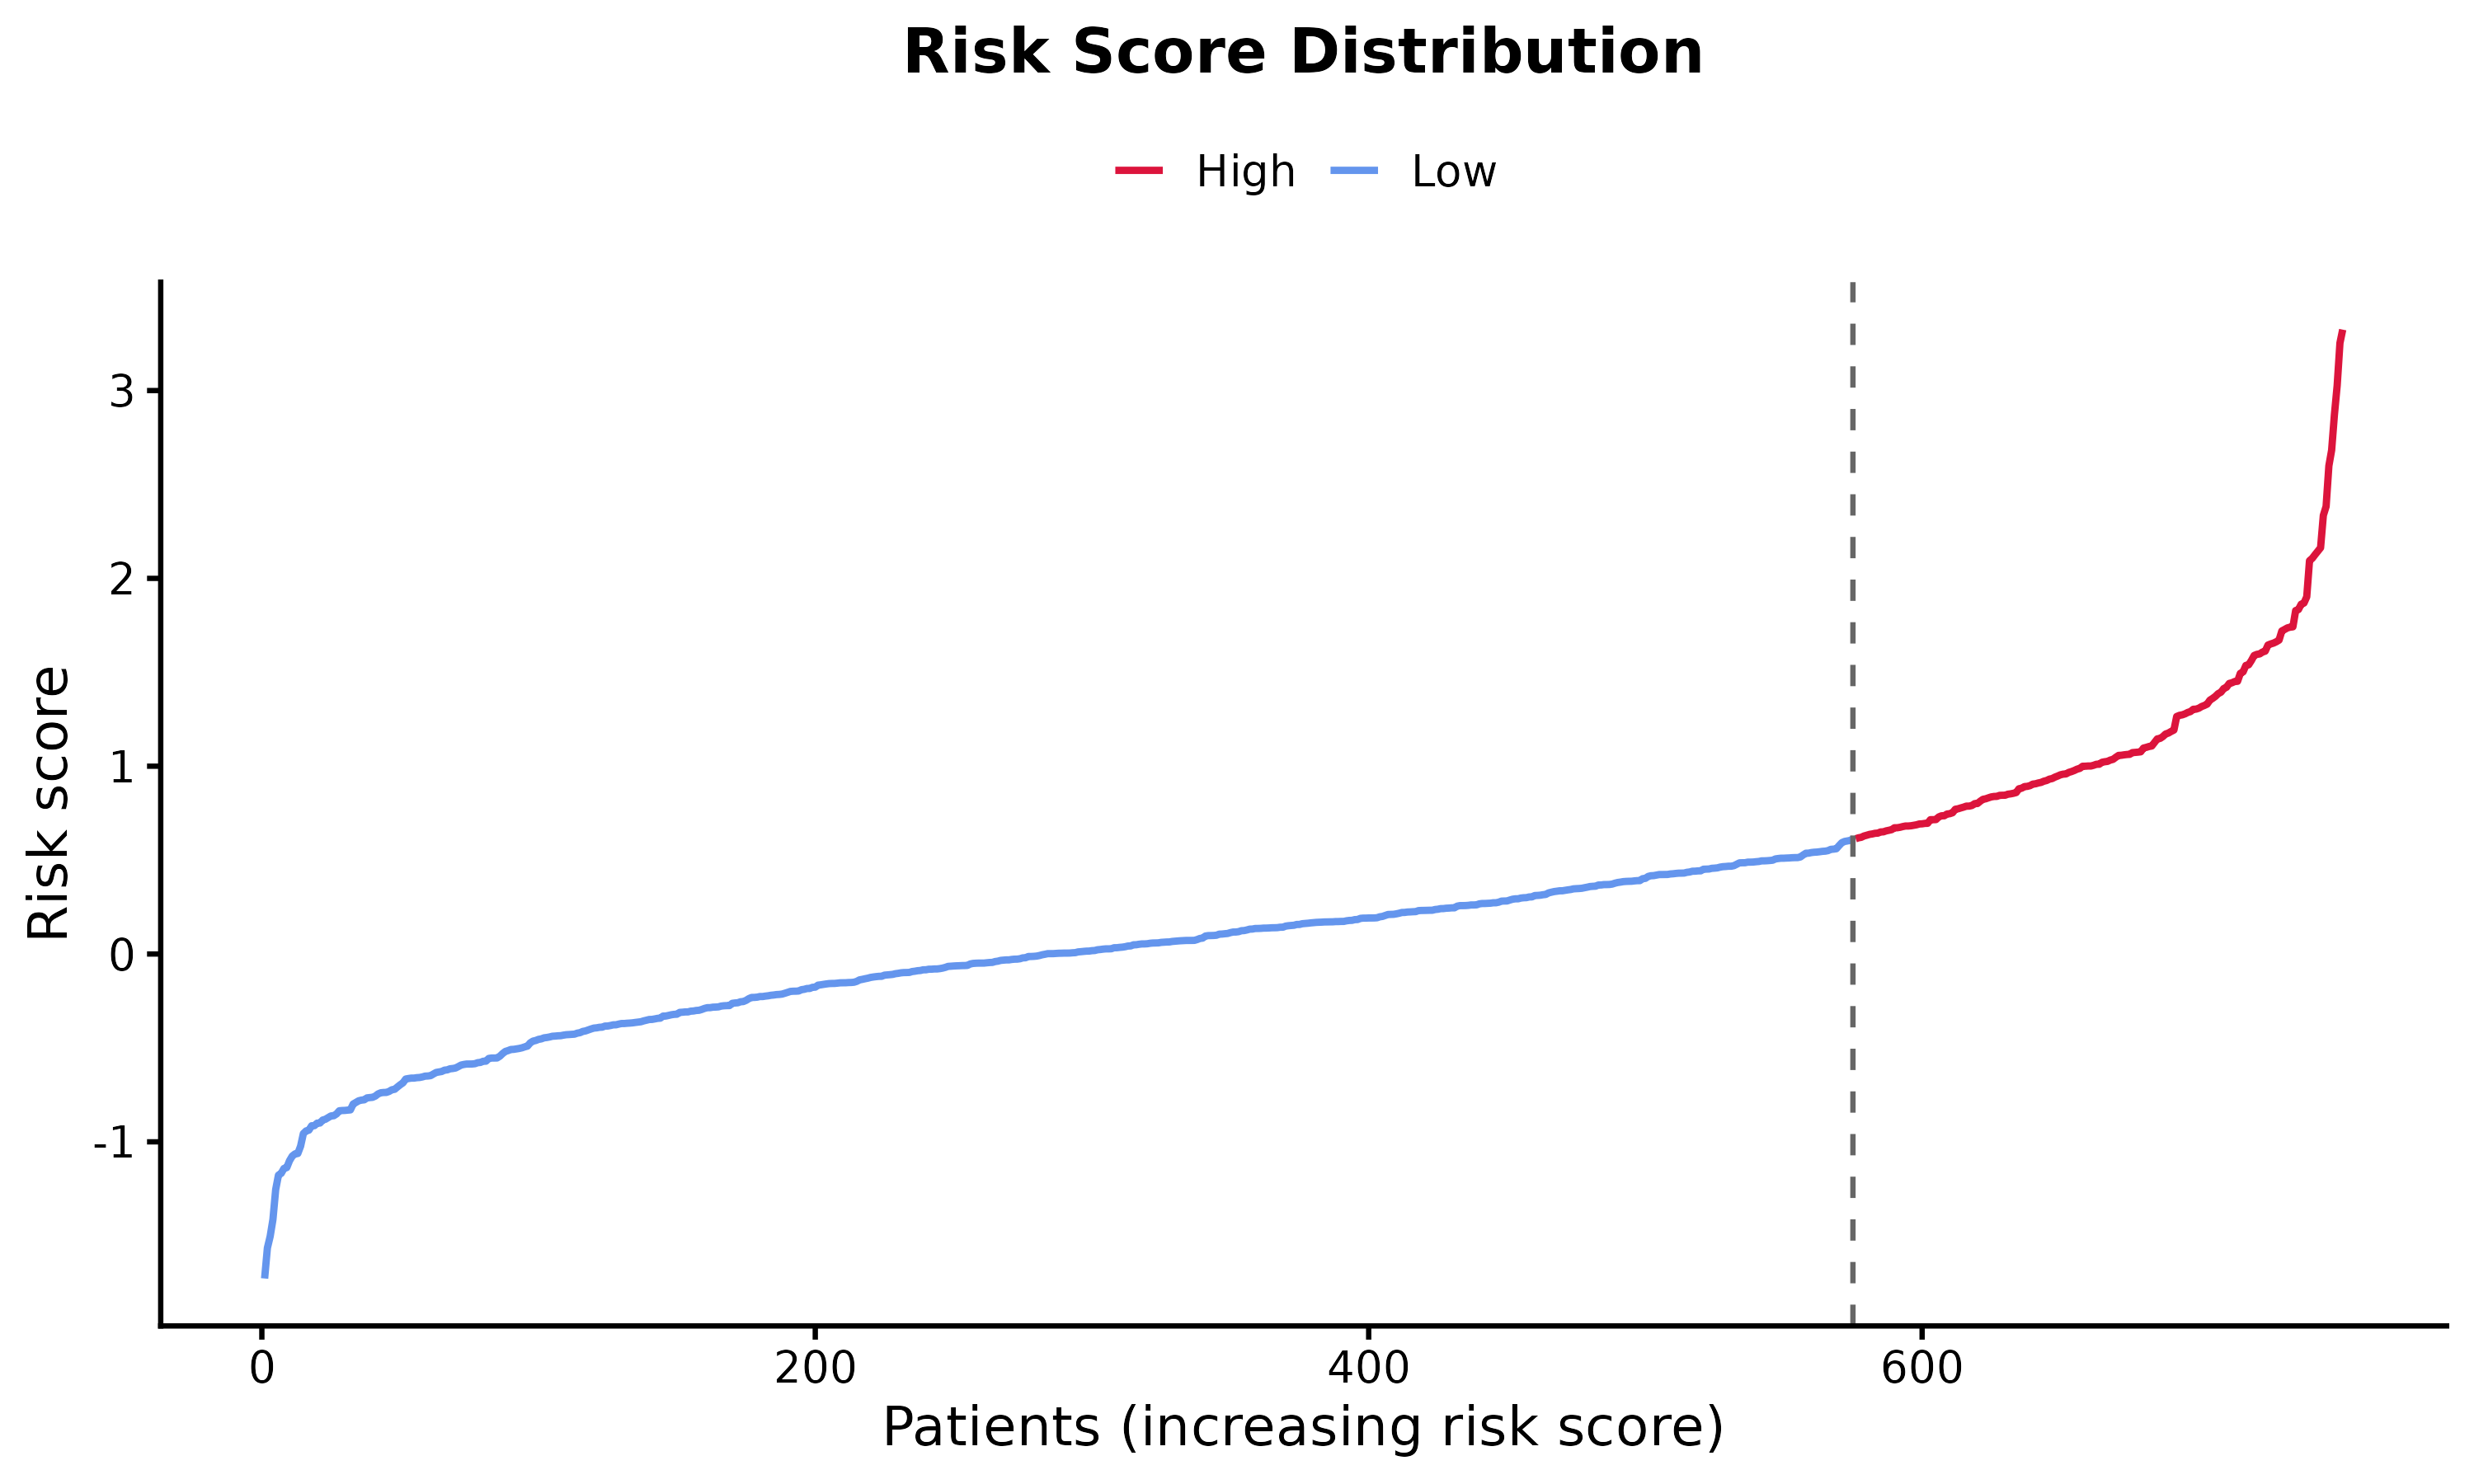 Risk Score Distribution
High Low
3
2
1
0
-1
Risk score
0 200 400 600
Patients (increasing risk score)